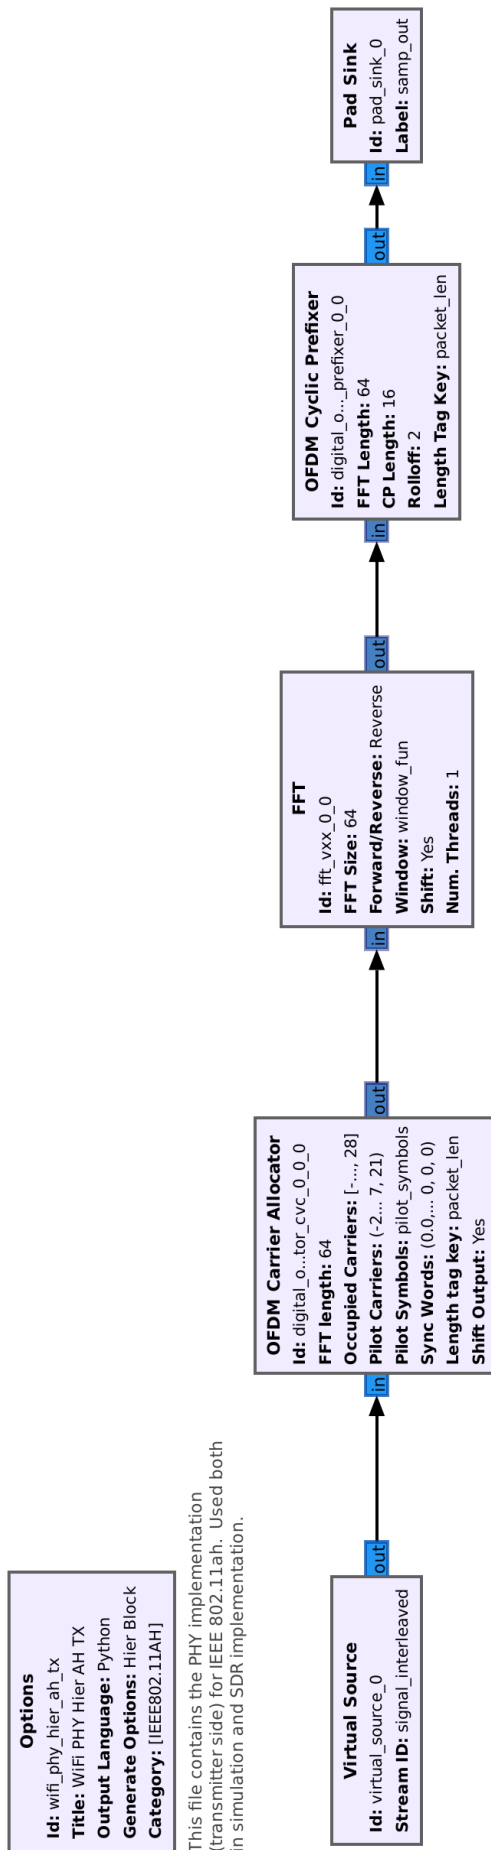 Options
Id: wifi_phy_hier_ah_tx
Title: WiFi PHY Hier AH TX
Output Language: Python
Generate Options: Hier Block
Category: [IEEE802.11AH]
This file contains the PHY implementation
(transmitter side) for IEEE 802.11ah.  Used both
in simulation and SDR implementation.
Virtual Source
Id: virtual_source_0
Stream ID: signal_interleaved
out
in
OFDM Carrier Allocator
Id: digital_o...tor_cvc_0_0_0
FFT length: 64
Occupied Carriers: [-..., 28]
Pilot Carriers: (-2... 7, 21)
Pilot Symbols: pilot_symbols
Sync Words: (0.0,... 0, 0, 0)
Length tag key: packet_len
Shift Output: Yes
out
in
FFT
Id: fft_vxx_0_0
FFT Size: 64
Forward/Reverse: Reverse
Window: window_fun
Shift: Yes
Num. Threads: 1
out
in
OFDM Cyclic Prefixer
Id: digital_o..._prefixer_0_0
FFT Length: 64
CP Length: 16
Rolloff: 2
Length Tag Key: packet_len
out
in
Pad Sink
Id: pad_sink_0
Label: samp_out